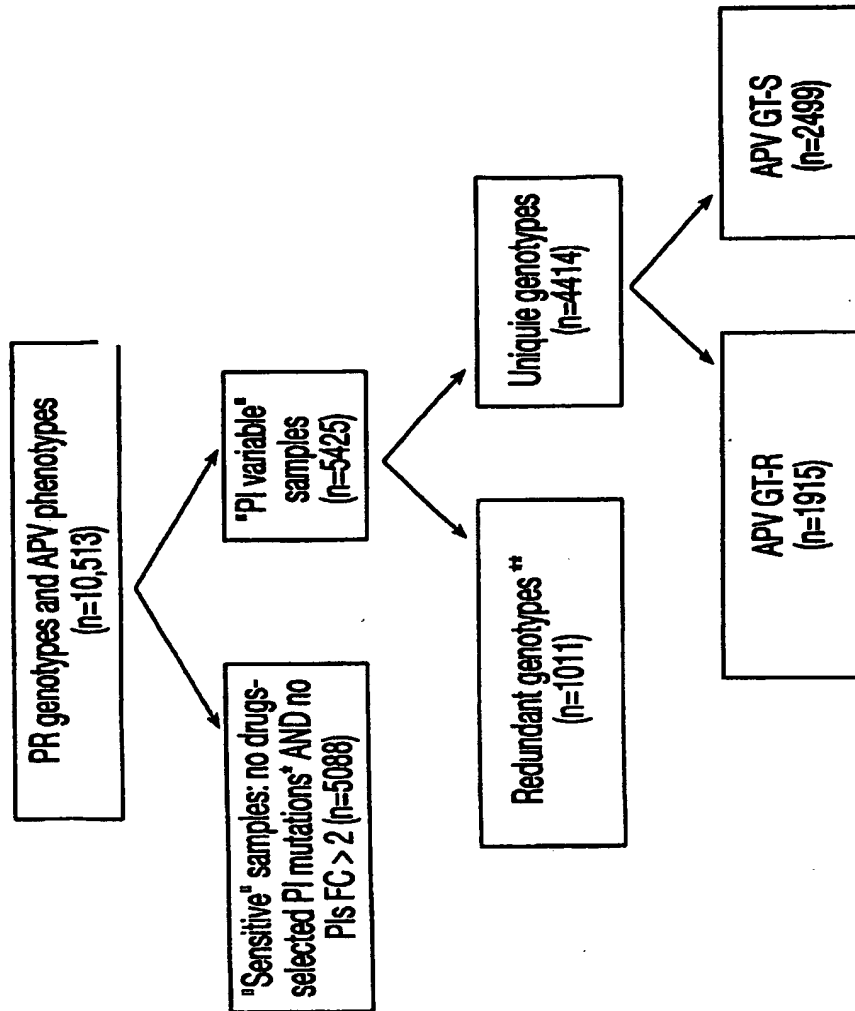 PR genotypes and APV phenotypes
(n=10,513)
"Sensitive" samples: no drugs-
selected PI mutations* AND no
PIs FC > 2 (n=5088)
"PI variable"
samples
(n=5425)
Redundant genotypes**
(n=1011)
Uniquie genotypes
(n=4414)
APV GT-R
(n=1915)
APV GT-S
(n=2499)